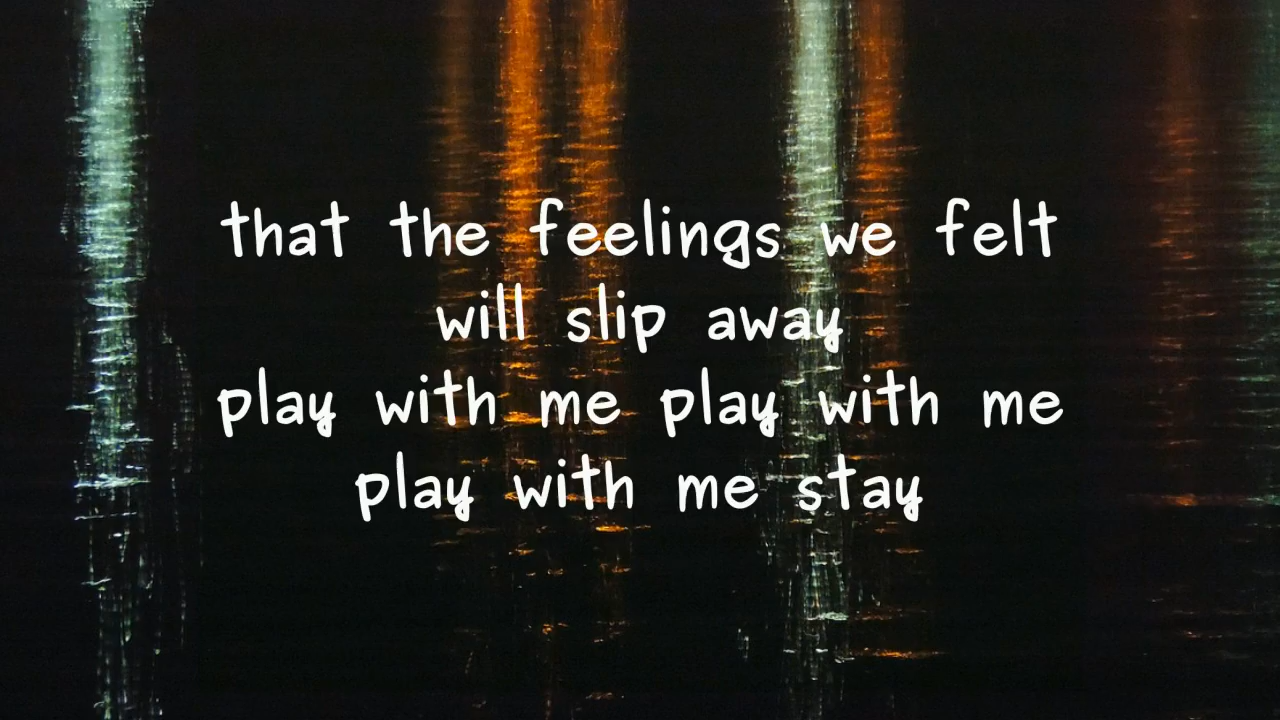 that the feelings we felt
will slip away
play with me play with me
play with me stay